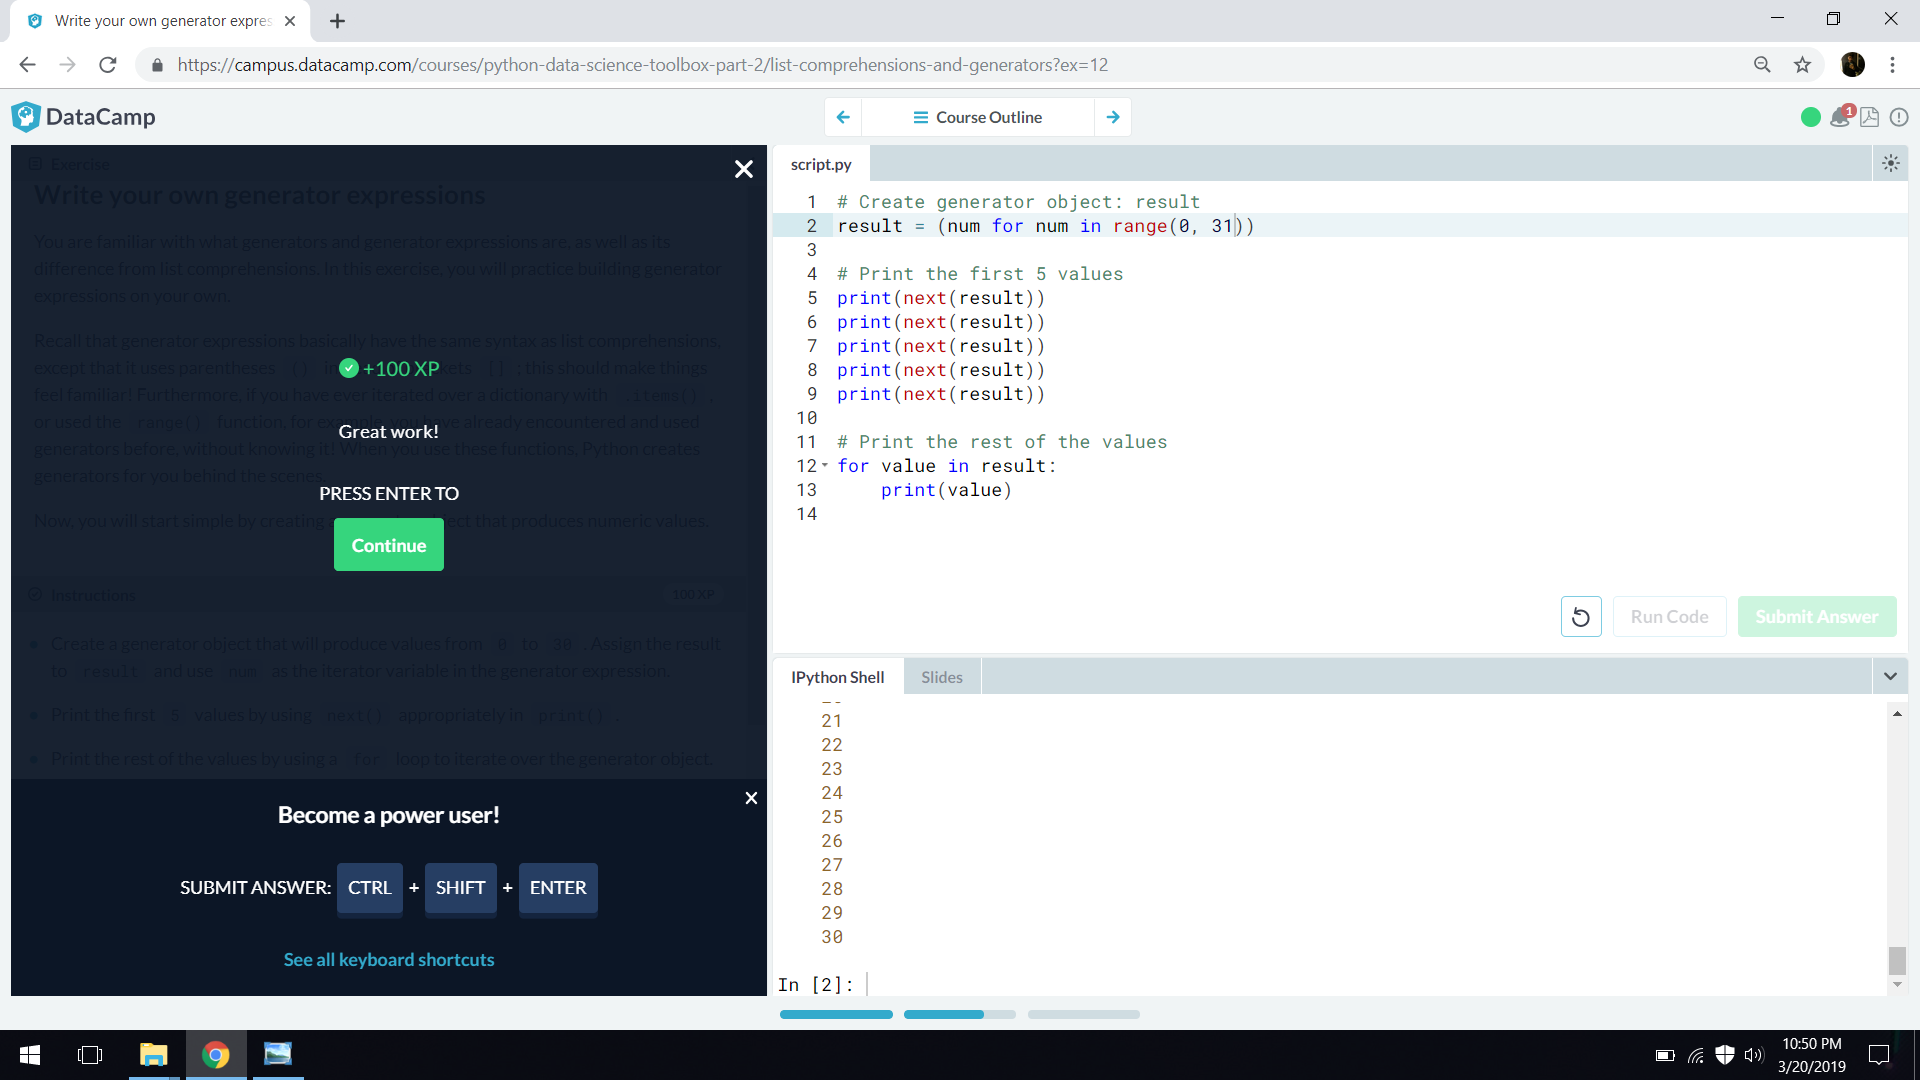 Write your own generator expres
https://campus.datacamp.com/courses/python-data-science-toolbox-part-2/list-comprehensions-and-generators?ex=12
DataCamp
Course Outline
1
Exercise
Write your own generator expressions
You are familiar with what generators and generator expressions are, as well as its
difference from list comprehensions. In this exercise, you will practice building generator
expressions on your own.
Recall that generator expressions basically have the same syntax as list comprehensions,
except that it uses parentheses () in kets [] ; this should make things
feel familiar! Furthermore, if you have ever iterated over a dictionary with .items() ,
or used the range() function, for example, you have already encountered and used
generators before, without knowing it! When you use these functions, Python creates
generators for you behind the scenes.
Now, you will start simple by creating a ect that produces numeric values.
+100 XP
Great work!
PRESS ENTER TO
Continue
Instructions
100 XP
Create a generator object that will produce values from 0 to 30 . Assign the result
to result and use num as the iterator variable in the generator expression.
Print the first 5 values by using next() appropriately in print() .
Print the rest of the values by using a for loop to iterate over the generator object.
Become a power user!
SUBMIT ANSWER: CTRL + SHIFT + ENTER
See all keyboard shortcuts
script.py
1 # Create generator object: result
2 result = (num for num in range(0, 31))
3
4 # Print the first 5 values
5 print(next(result))
6 print(next(result))
7 print(next(result))
8 print(next(result))
9 print(next(result))
10
11 # Print the rest of the values
12 for value in result:
13 print(value)
14
Run Code
Submit Answer
IPython Shell
Slides
21
22
23
24
25
26
27
28
29
30
In [2]:
10:50 PM
3/20/2019